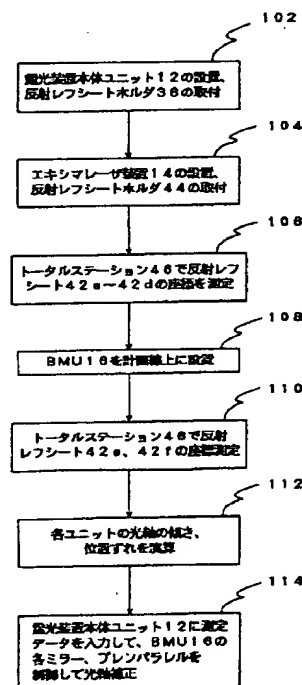 102
露光装置本体ユニット12の設置、
反射レフシートホルダ36の取付
104
エキシマレーザ装置14の設置、
反射レフシートホルダ44の取付
106
トータルステーション46で反射レフ
シート42a~42dの座標を測定
108
BMU16を計画線上に設置
110
トータルステーション46で反射
レフシート42e、42fの座標測定
112
各ユニットの光軸の傾き、
位置ずれを演算
114
露光装置本体ユニット12に測定
データを入力して、BMU16の
各ミラー、プレンパラレルを
制御して光軸補正